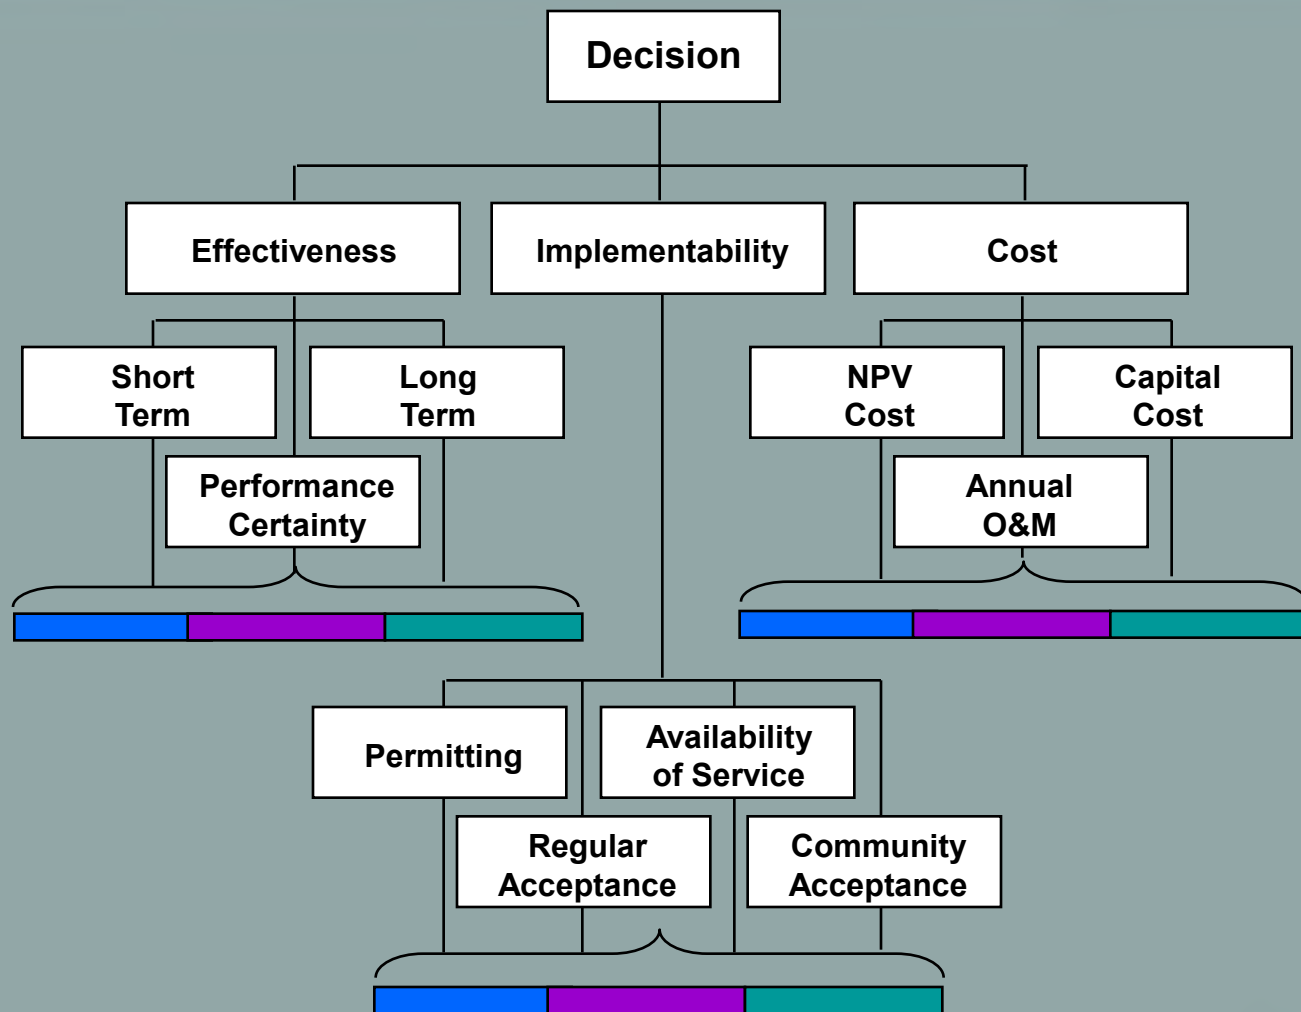 Decision
Effectiveness
Implementability
Cost
Short
Term
Long
Term
Performance
Certainty
NPV
Cost
Capital
Cost
Annual
O&M
Permitting
Availability
of Service
Regular
Acceptance
Community
Acceptance